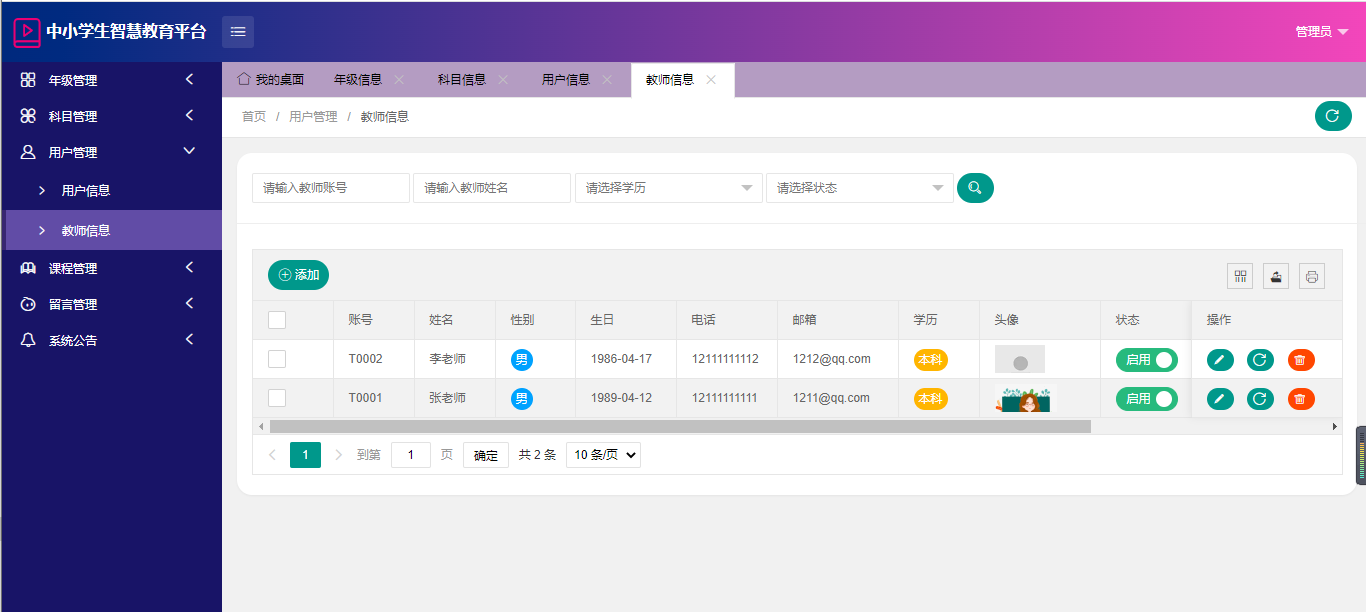 中小学生智慧教育平台
管理员
年级管理
科目管理
用户管理
用户信息
教师信息
课程管理
留言管理
系统公告
我的桌面 年级信息 科目信息 用户信息 教师信息
首页 / 用户管理 / 教师信息
请输入教师账号 请输入教师姓名 请选择学历 请选择状态
添加
账号 姓名 性别 生日 电话 邮箱 学历 头像 状态 操作
T0002 李老师 男 1986-04-17 12111111112 1212@qq.com 本科 启用
T0001 张老师 男 1989-04-12 12111111111 1211@qq.com 本科 启用
1 到第 1 页 确定 共 2 条 10 条/页